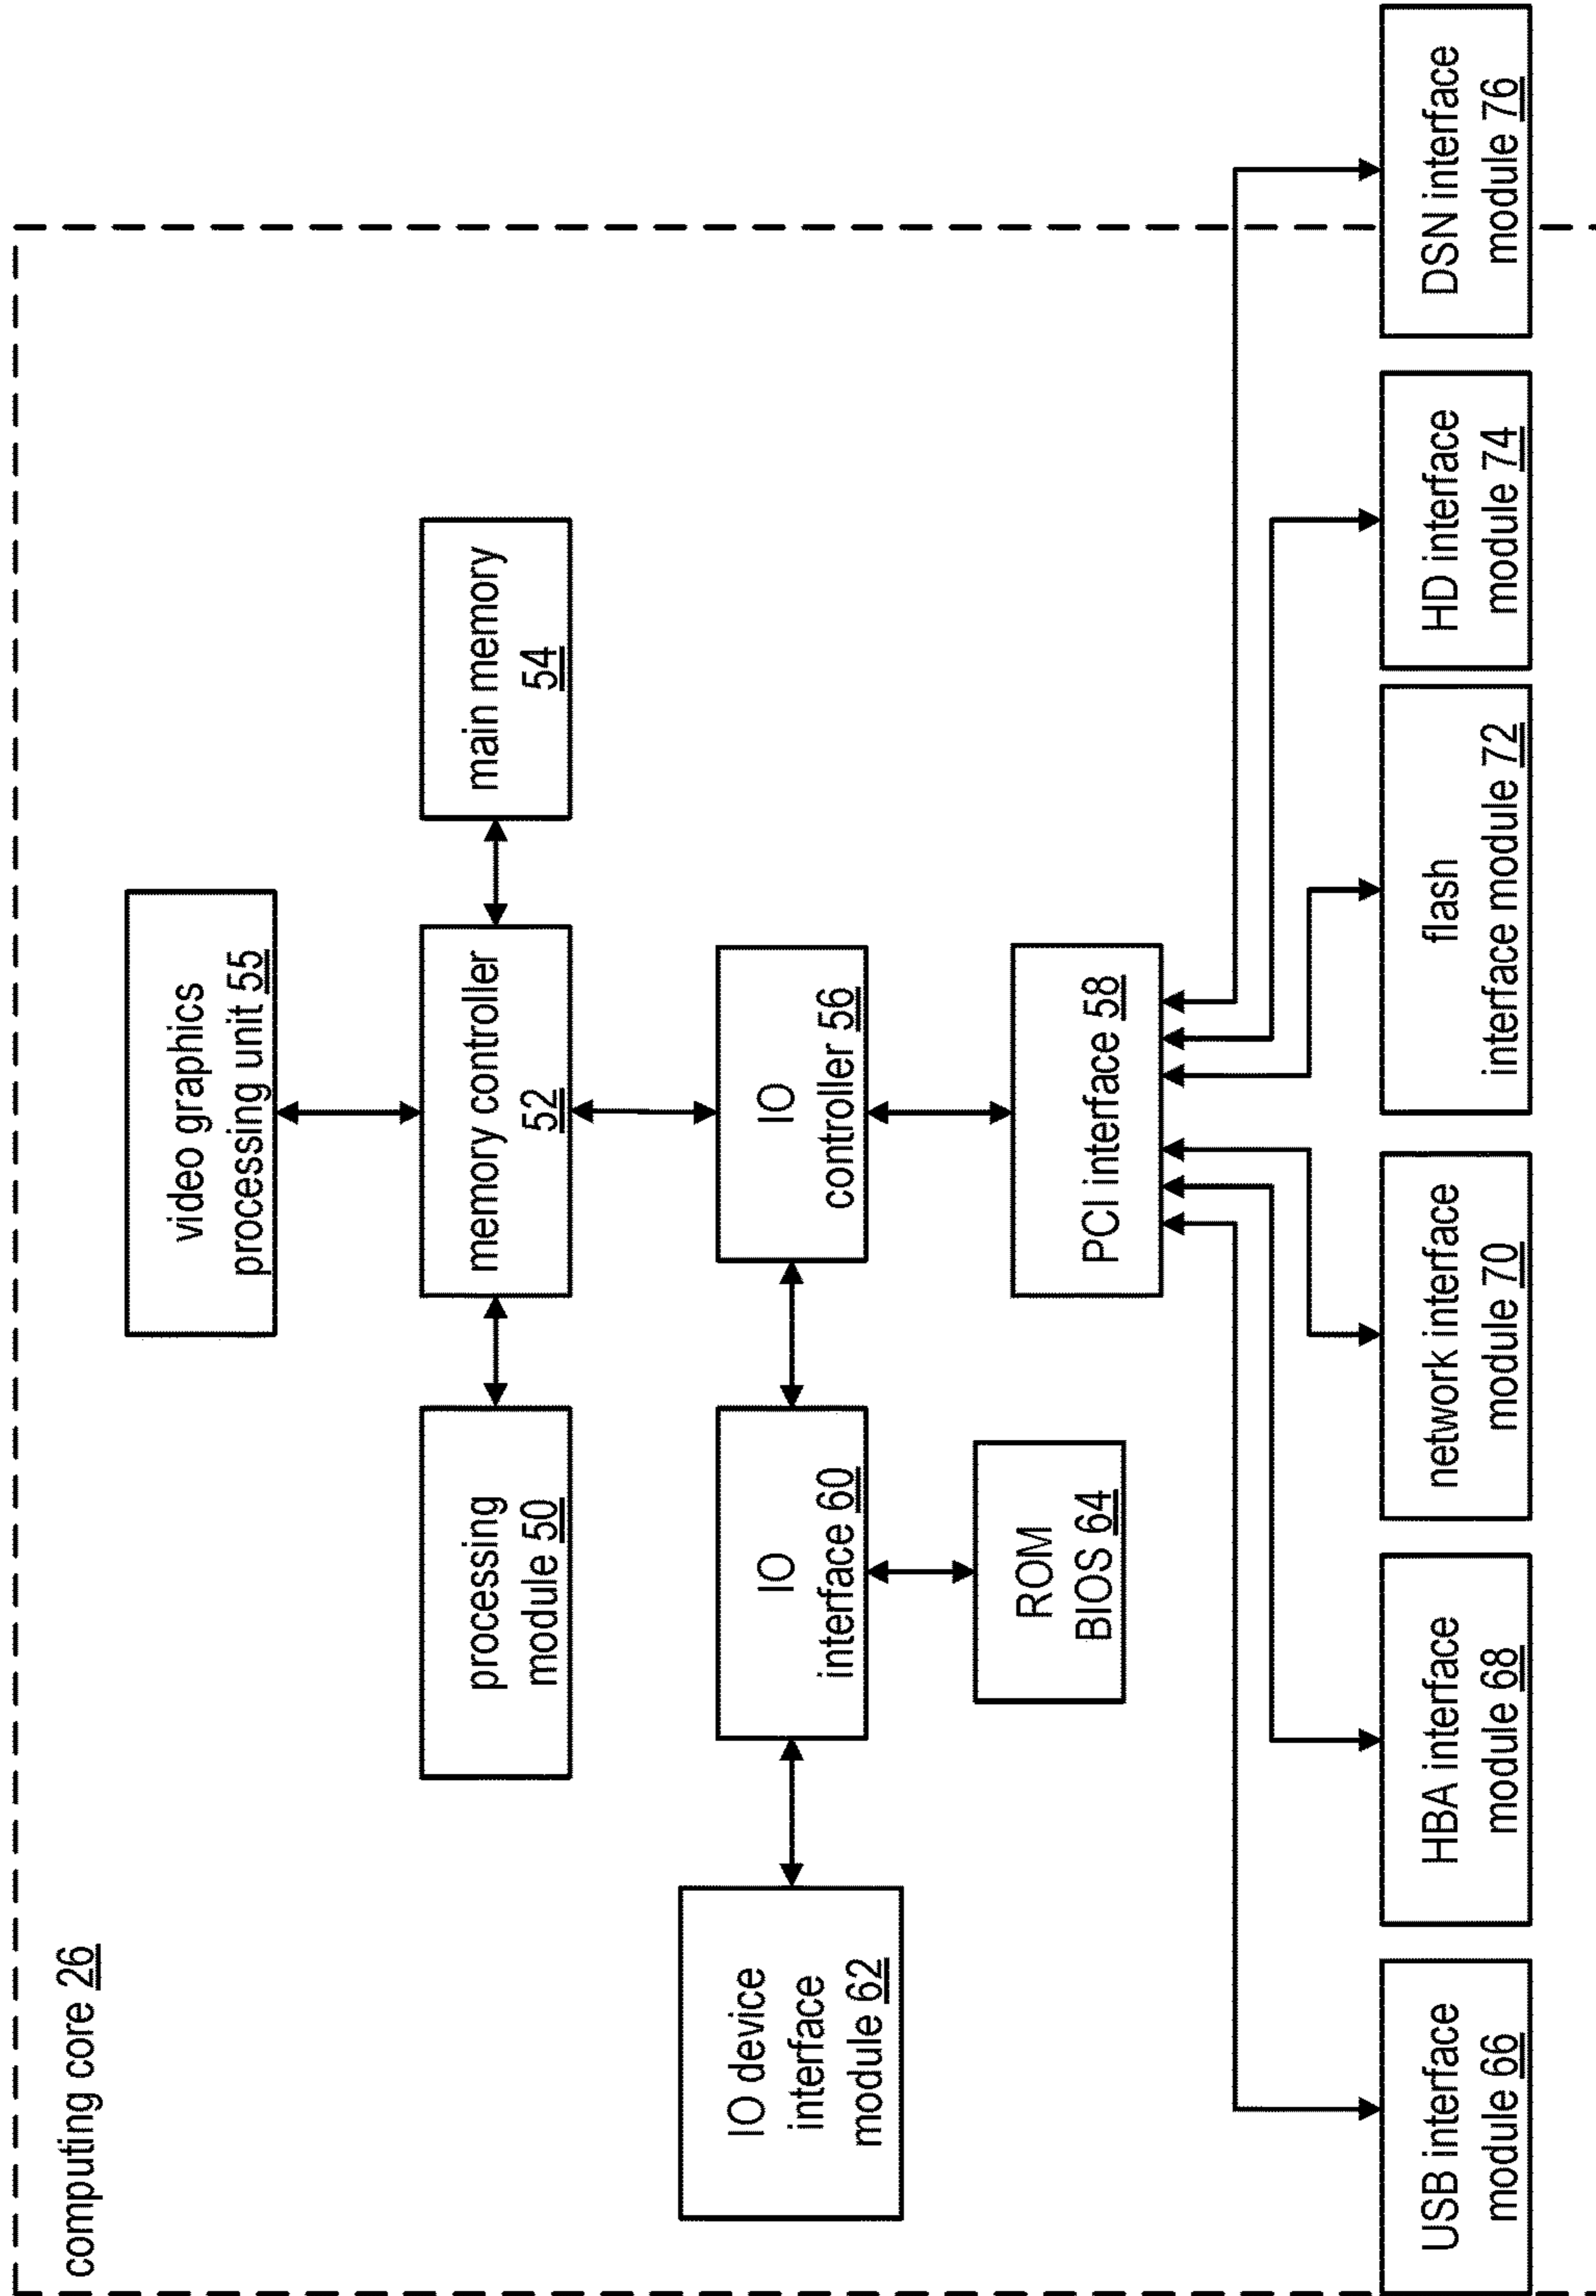 computing core 26
video graphics
processing unit 55
processing
module 50
memory controller
52
main memory
54
IO device
interface
module 62
IO
interface 60
IO
controller 56
ROM
BIOS 64
PCI interface 58
USB interface
module 66
HBA interface
module 68
network interface
module 70
flash
interface module 72
HD interface
module 74
DSN interface
module 76